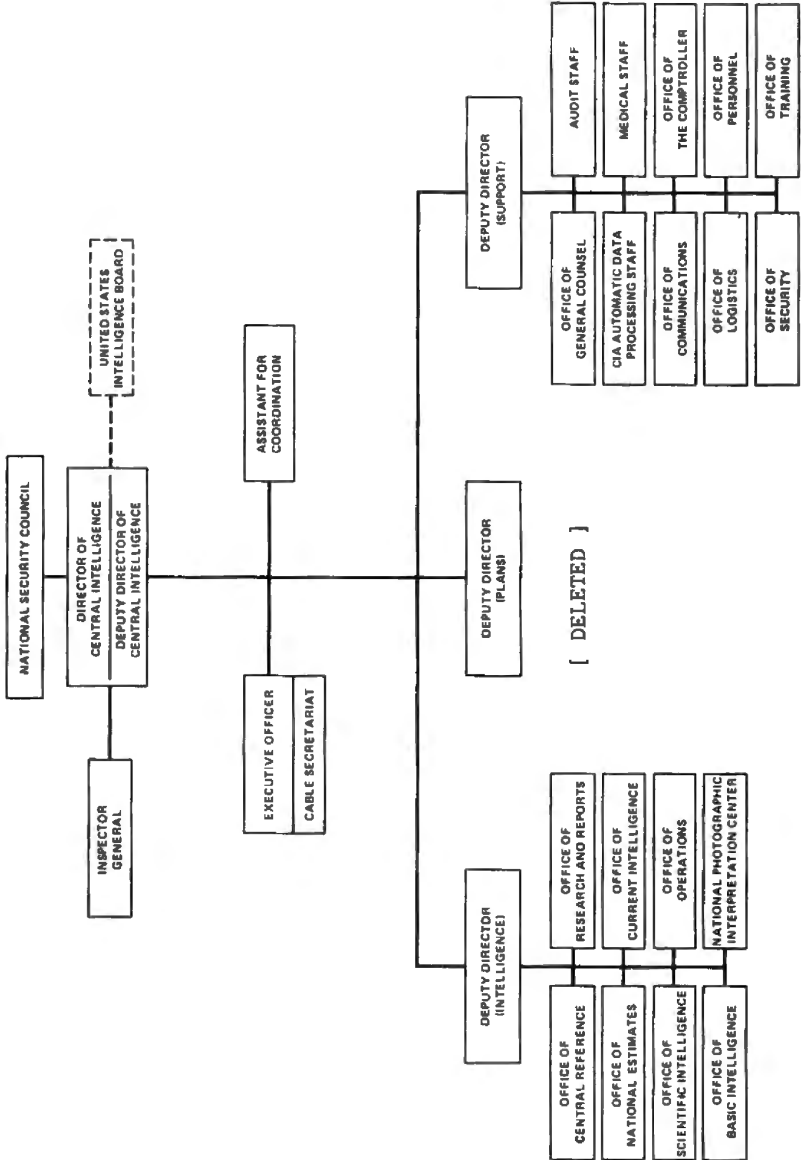 NATIONAL SECURITY COUNCIL
INSPECTOR
GENERAL
DIRECTOR OF
CENTRAL INTELLIGENCE
DEPUTY DIRECTOR OF
CENTRAL INTELLIGENCE
UNITED STATES
INTELLIGENCE BOARD
EXECUTIVE OFFICER
CABLE SECRETARIAT
ASSISTANT FOR
COORDINATION
DEPUTY DIRECTOR
(INTELLIGENCE)
OFFICE OF
CENTRAL REFERENCE
OFFICE OF
RESEARCH AND REPORTS
OFFICE OF
NATIONAL ESTIMATES
OFFICE OF
CURRENT INTELLIGENCE
OFFICE OF
SCIENTIFIC INTELLIGENCE
OFFICE OF
OPERATIONS
OFFICE OF
BASIC INTELLIGENCE
NATIONAL PHOTOGRAPHIC
INTERPRETATION CENTER
DEPUTY DIRECTOR
(PLANS)
[ DELETED ]
DEPUTY DIRECTOR
(SUPPORT)
OFFICE OF
GENERAL COUNSEL
AUDIT STAFF
CIA AUTOMATIC DATA
PROCESSING STAFF
MEDICAL STAFF
OFFICE OF
COMMUNICATIONS
OFFICE OF
THE COMPTROLLER
OFFICE OF
LOGISTICS
OFFICE OF
PERSONNEL
OFFICE OF
SECURITY
OFFICE OF
TRAINING